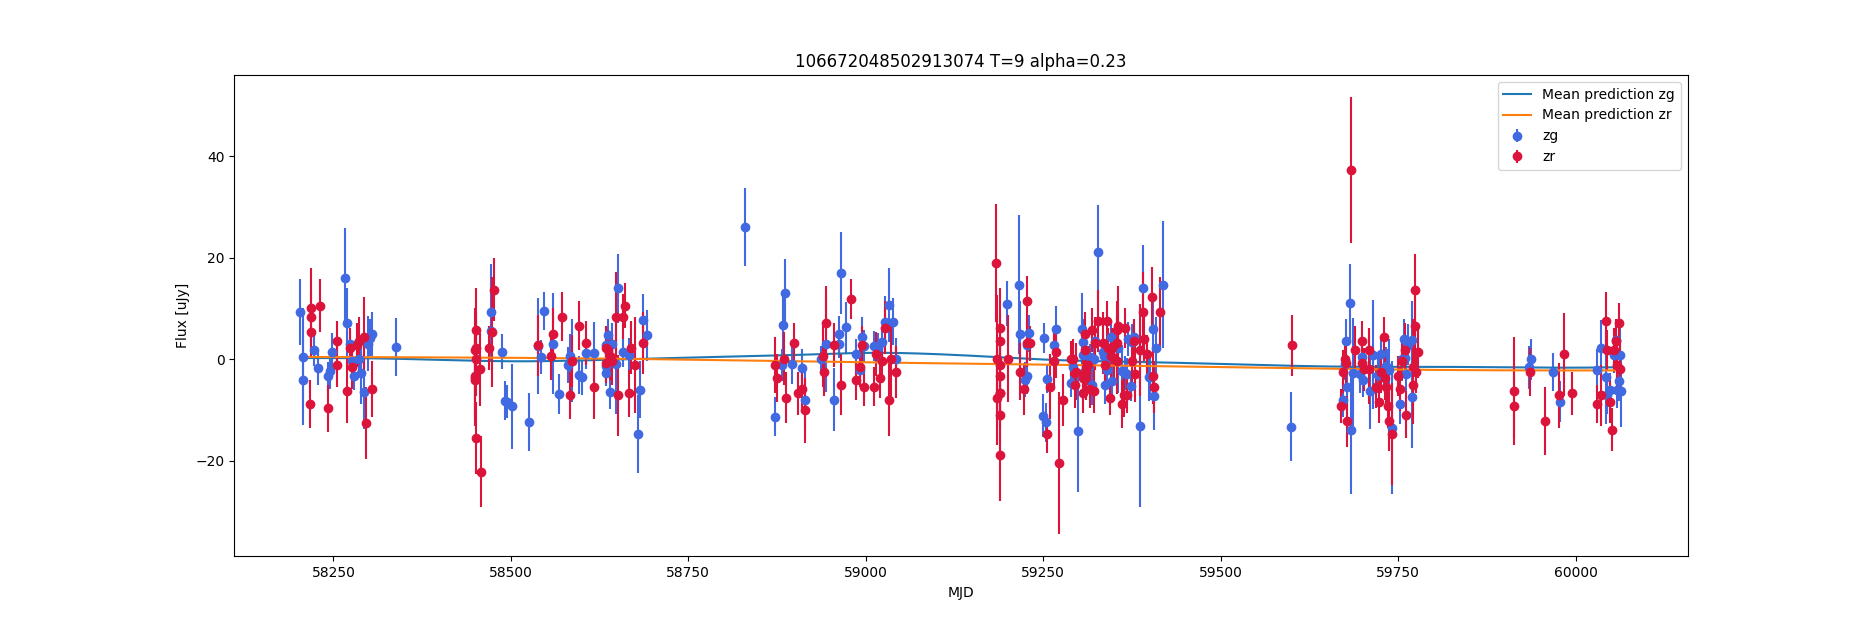 106672048502913074 T=9 alpha=0.23
Mean prediction zg
Mean prediction zr
zg
zr
Flux [uJy]
40
20
0
−20
58250 58500 58750 59000 59250 59500 59750 60000
MJD